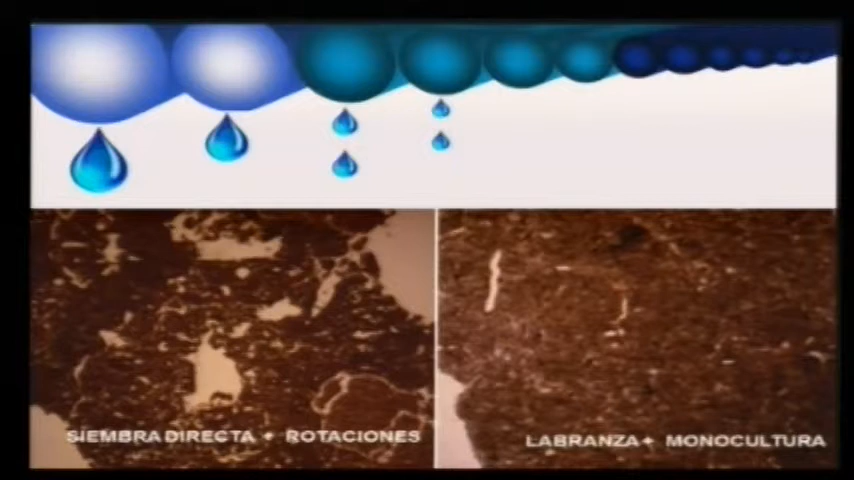 SIEMBRA DIRECTA + ROTACIONES
LABRANZA + MONOCULTURA